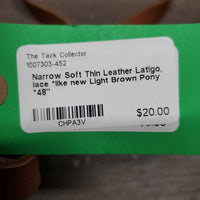 The Tack Collector
1007303-452
Narrow Soft Thin Leather Latigo,
lace *like new Light Brown Pony
*48"
$20.00
CHPA3V